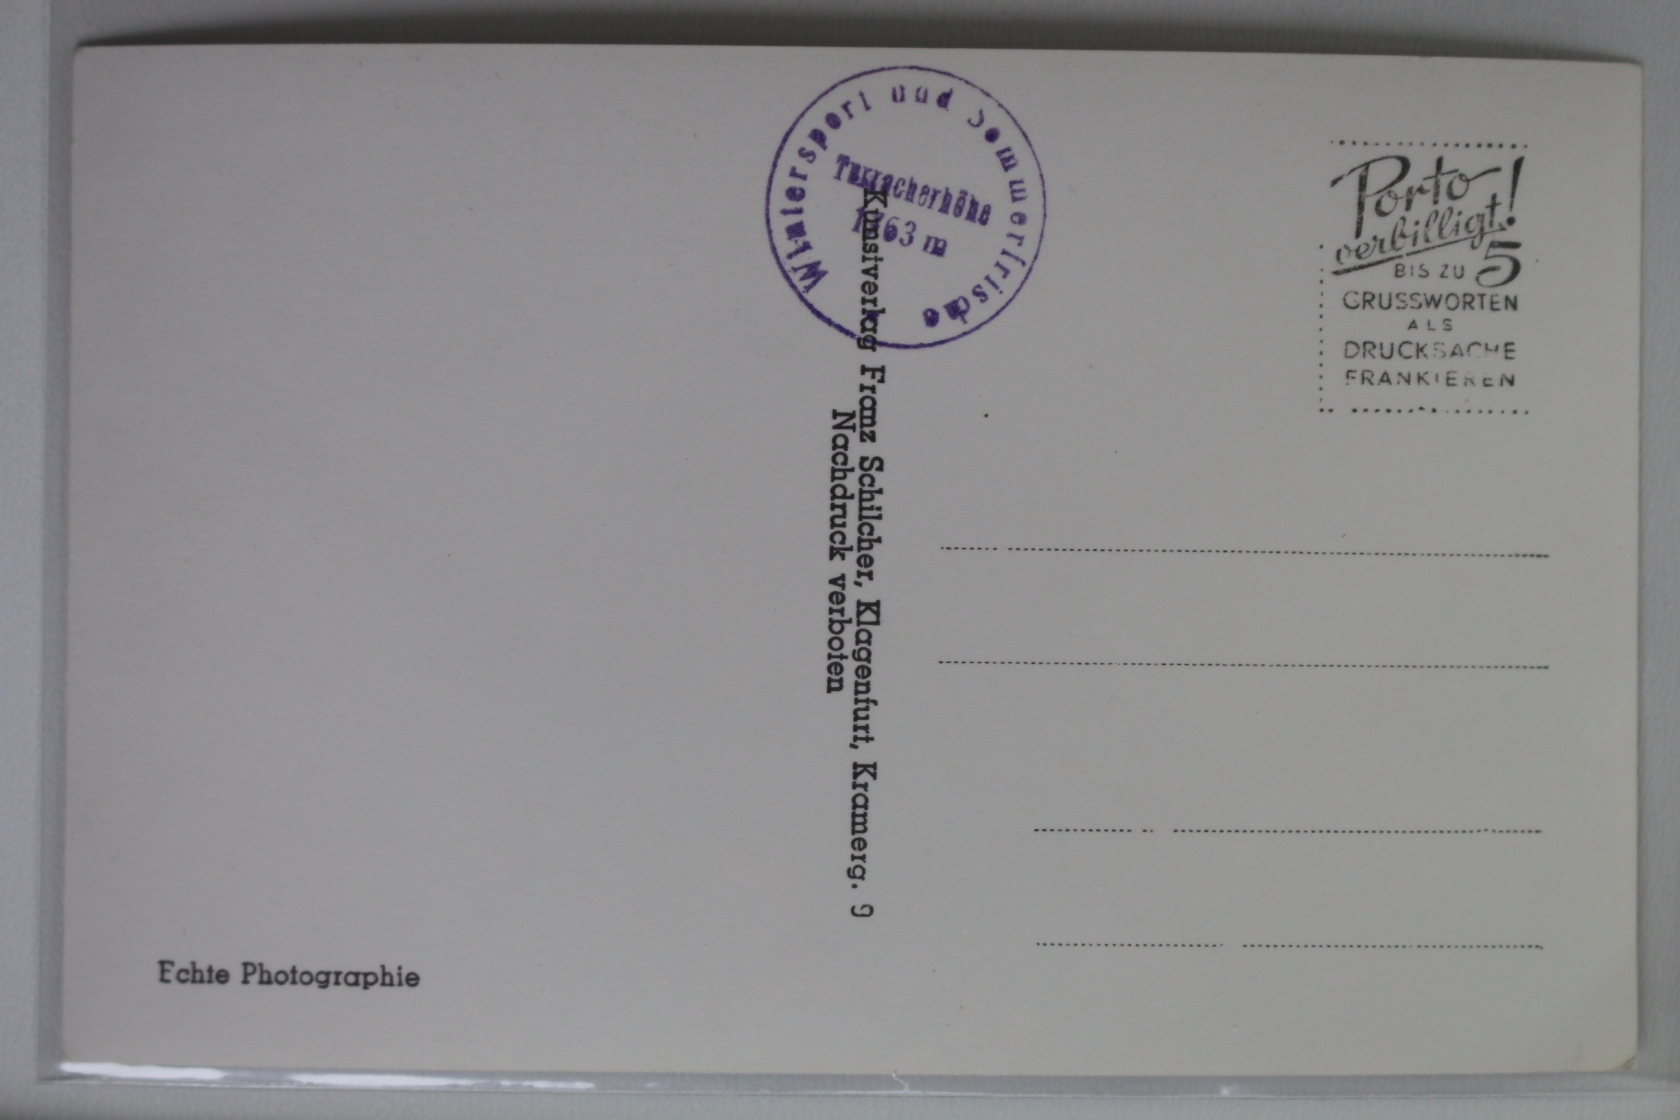 Wintersport und Sommerfrische
Turracherhöhe
1763 m
Porto
verbilligt!
BIS ZU 5
GRUSSWORTEN
ALS
DRUCKSACHE
FRANKIEREN
Kunstverlag Franz Schilcher, Klagenfurt, Kramerg. 9
Nachdruck verboten
Echte Photographie